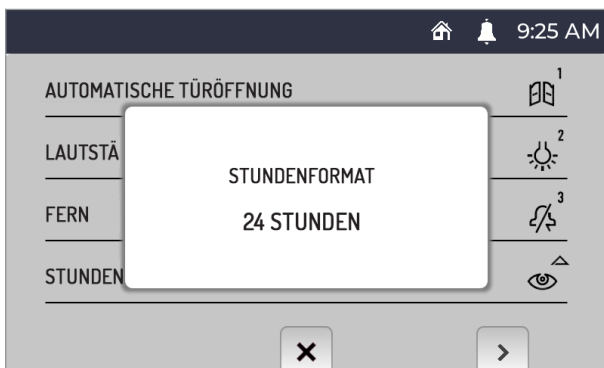 9:25 AM
AUTOMATISCHE TÜRÖFFNUNG
1
LAUTSTÄ
2
STUNDENFORMAT
24 STUNDEN
FERN
3
STUNDEN